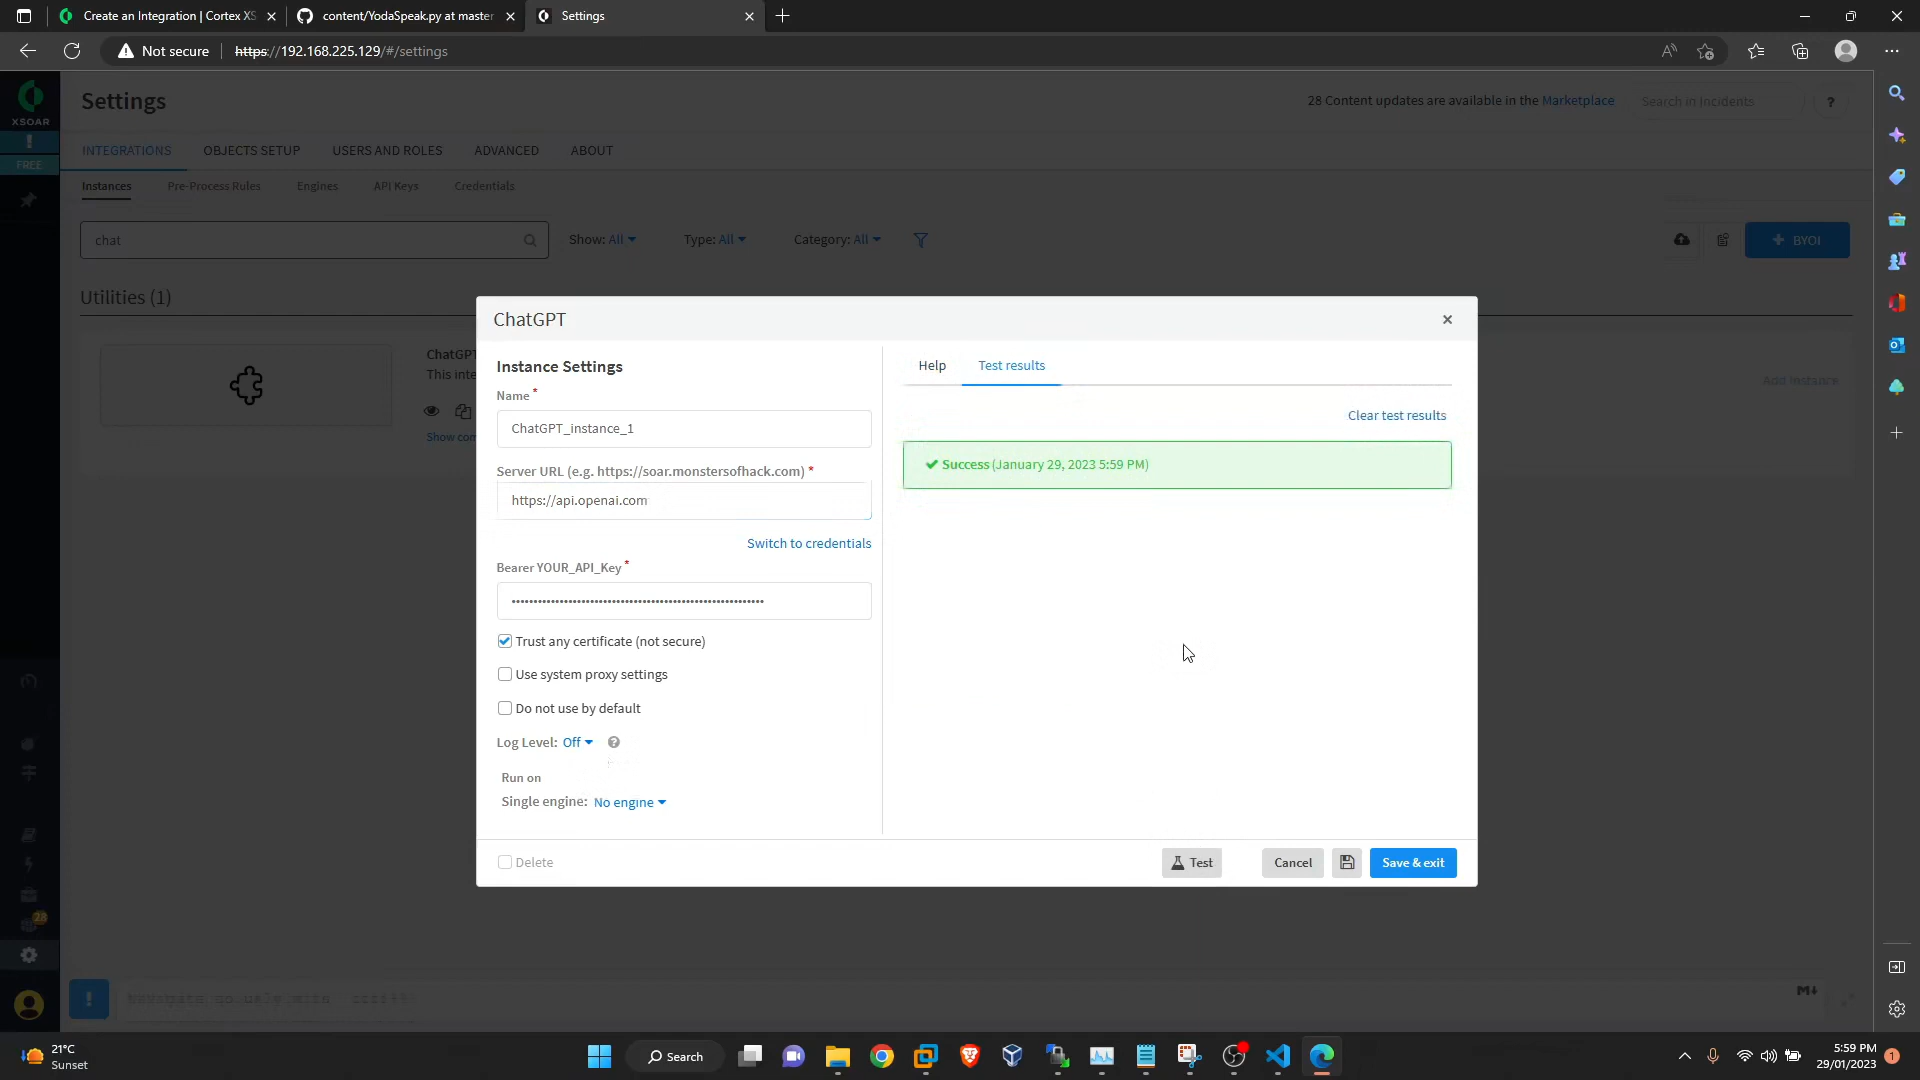 Create an Integration | Cortex XS
content/YodaSpeak.py at master
Settings
Not secure
https://192.168.225.129/#/settings
XSOAR
FREE
Settings
28 Content updates are available in the Marketplace
Search in Incidents
?
INTEGRATIONS
OBJECTS SETUP
USERS AND ROLES
ADVANCED
ABOUT
Instances
Pre-Process Rules
Engines
API Keys
Credentials
chat
Show: All
Type: All
Category: All
BYOI
Utilities (1)
ChatGPT
This inte
Show com
Add instance
ChatGPT
Instance Settings
Name *
ChatGPT_instance_1
Server URL (e.g. https://soar.monstersofhack.com) *
https://api.openai.com
Switch to credentials
Bearer YOUR_API_Key *
Trust any certificate (not secure)
Use system proxy settings
Do not use by default
Log Level: Off
Run on
Single engine: No engine
Help
Test results
Clear test results
Success (January 29, 2023 5:59 PM)
Delete
Test
Cancel
Save & exit
28
M
21°C
Sunset
Search
5:59 PM
29/01/2023
1